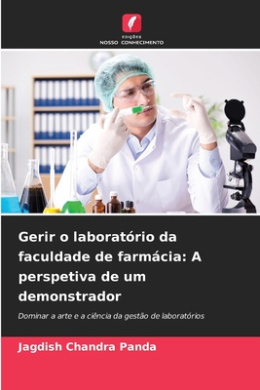 edições
NOSSO CONHECIMENTO
Gerir o laboratório da
faculdade de farmácia: A
perspetiva de um
demonstrador
Dominar a arte e a ciência da gestão de laboratórios
Jagdish Chandra Panda